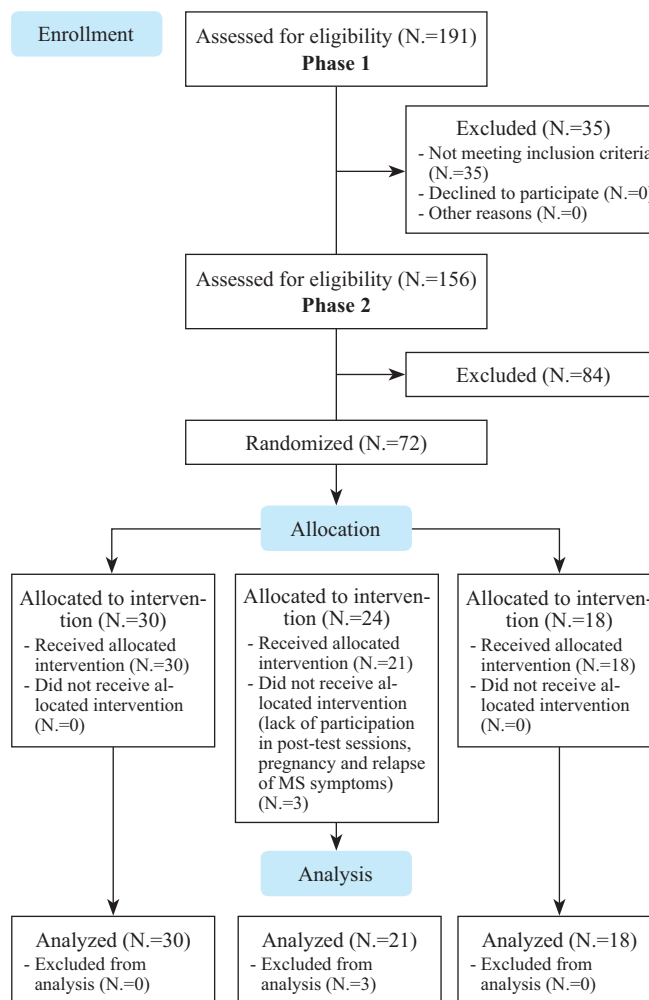 Enrollment
Assessed for eligibility (N.=191)
Phase 1
Excluded (N.=35)
- Not meeting inclusion criteria
(N.=35)
- Declined to participate (N.=0)
- Other reasons (N.=0)
Assessed for eligibility (N.=156)
Phase 2
Excluded (N.=84)
Randomized (N.=72)
Allocation
Allocated to interven-
tion (N.=30)
- Received allocated
intervention (N.=30)
- Did not receive al-
located intervention
(N.=0)
Allocated to interven-
tion (N.=24)
- Received allocated
intervention (N.=21)
- Did not receive al-
located intervention
(lack of participation
in post-test sessions,
pregnancy and relapse
of MS symptoms)
(N.=3)
Allocated to interven-
tion (N.=18)
- Received allocated
intervention (N.=18)
- Did not receive al-
located intervention
(N.=0)
Analysis
Analyzed (N.=30)
- Excluded from
analysis (N.=0)
Analyzed (N.=21)
- Excluded from
analysis (N.=3)
Analyzed (N.=18)
- Excluded from
analysis (N.=0)